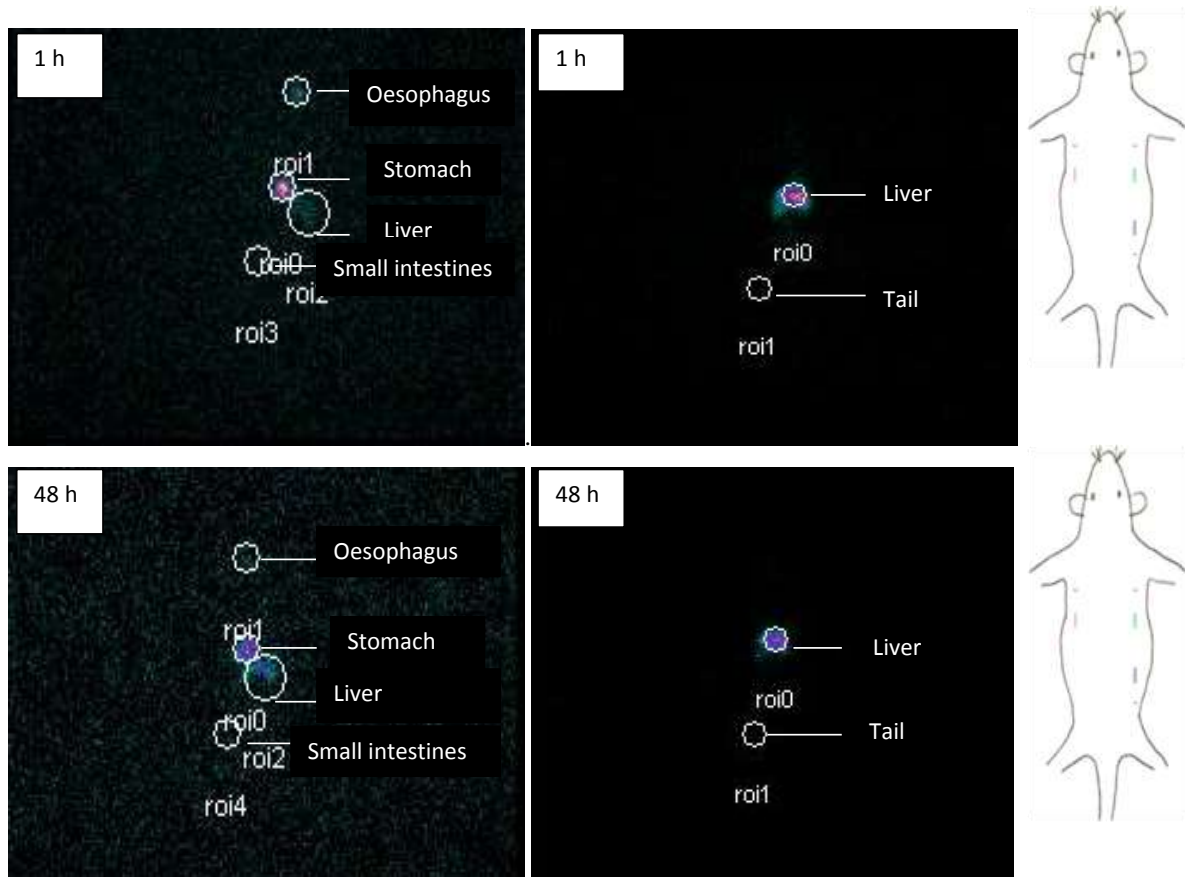 1 h
Oesophagus
roi1
Stomach
Liver
roi0
Small intestines
roi2
roi3
1 h
Liver
roi0
Tail
roi1
.
48 h
Oesophagus
roi1
Stomach
Liver
roi0
Small intestines
roi2
roi4
48 h
Liver
roi0
Tail
roi1